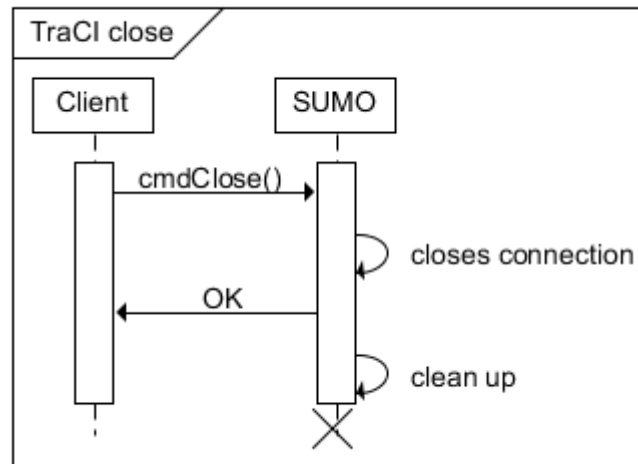 TraCI close
Client
SUMO
cmdClose()
closes connection
OK
clean up